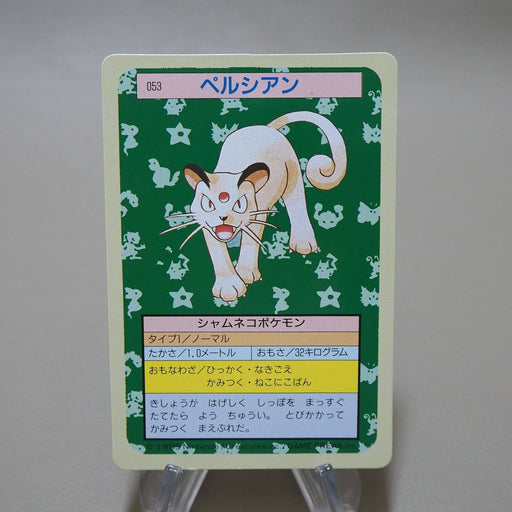 053
ペルシアン
シャムネコポケモン
タイプ1/ノーマル
たかさ/1.0メートル おもさ/32キログラム
おもなわざ/ひっかく・なきごえ
かみつく・ねこにこばん
きしょうが はげしく しっぽを まっすぐ
たてたら よう ちゅうい。 とびかかって
かみつく まえぶれだ。